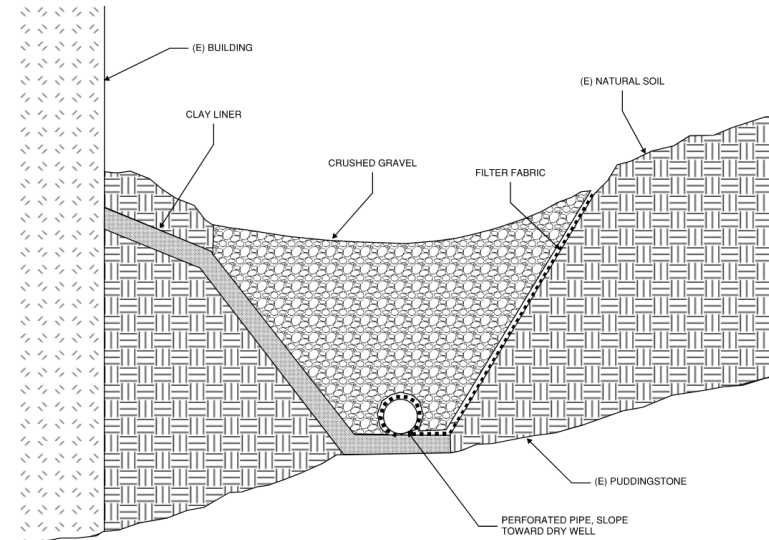 (E) BUILDING
(E) NATURAL SOIL
CLAY LINER
CRUSHED GRAVEL
FILTER FABRIC
(E) PUDDINGSTONE
PERFORATED PIPE, SLOPE
TOWARD DRY WELL